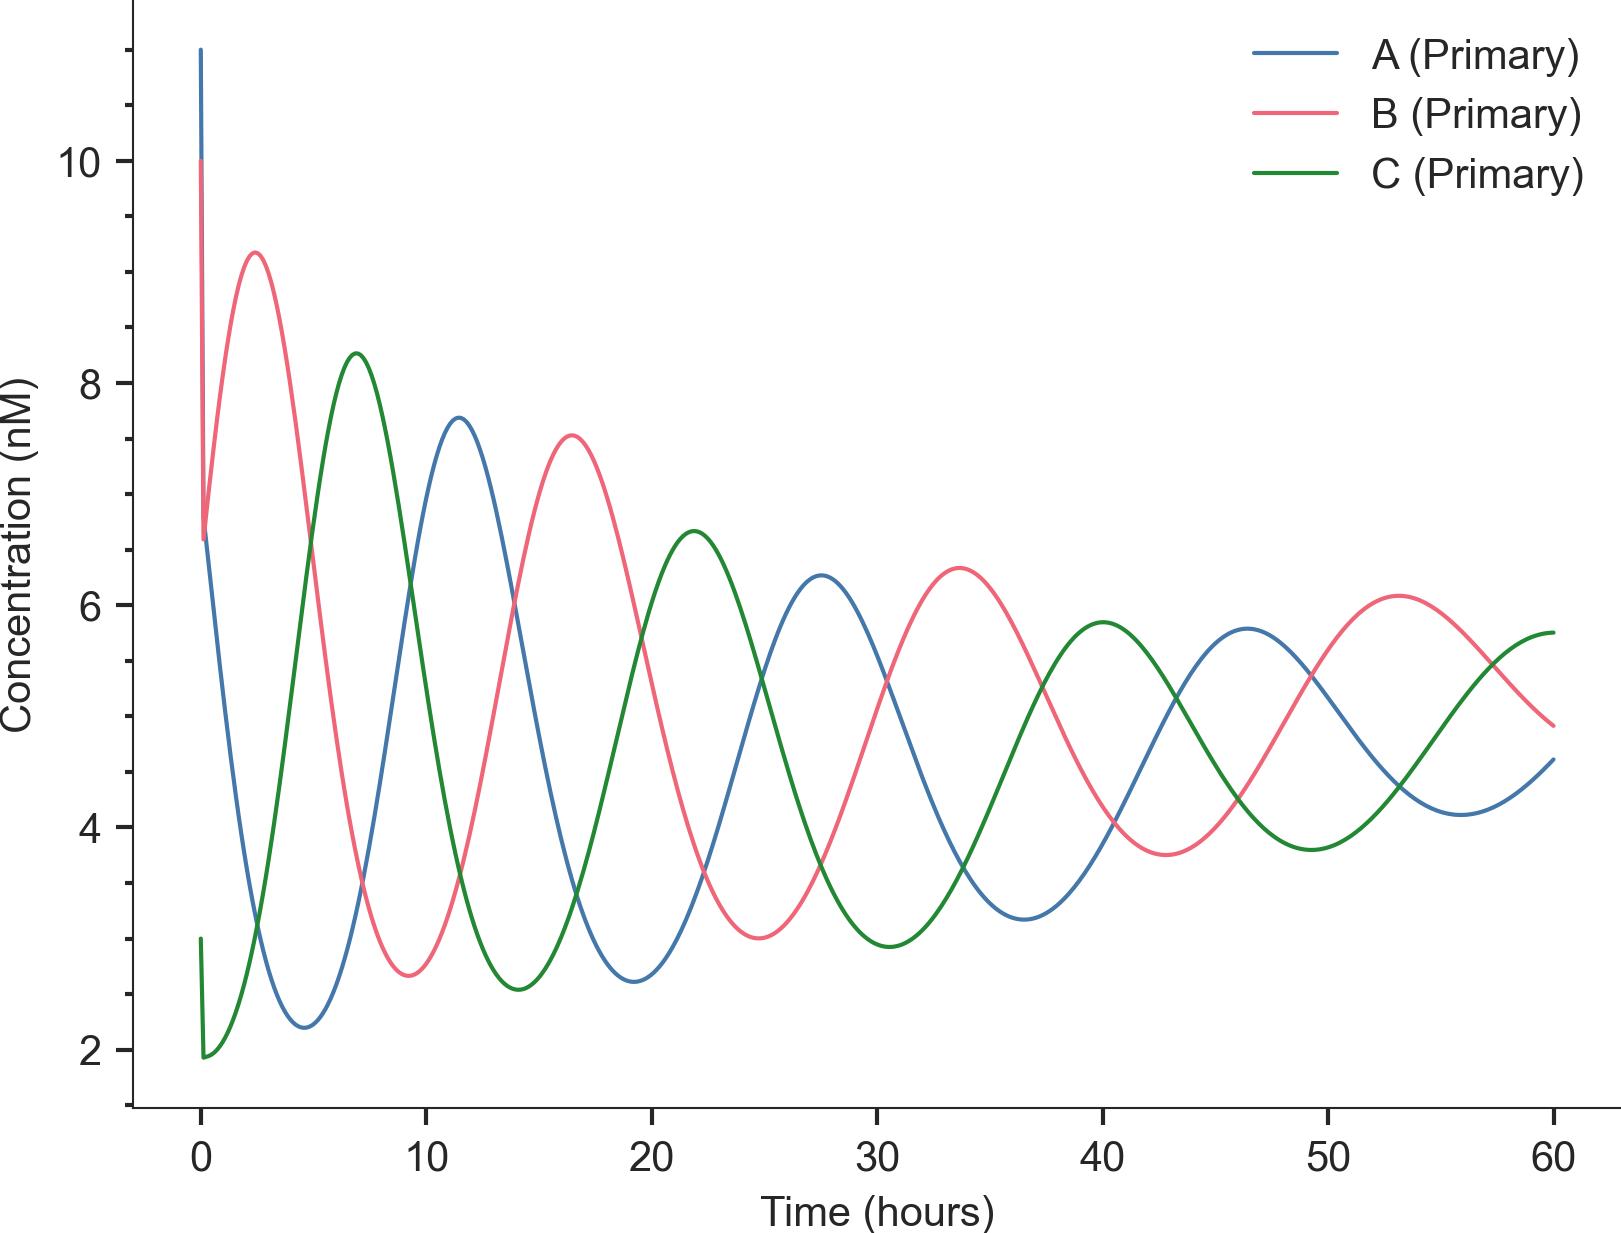 A (Primary)
B (Primary)
C (Primary)
Concentration (nM)
10
8
6
4
2
0 10 20 30 40 50 60
Time (hours)